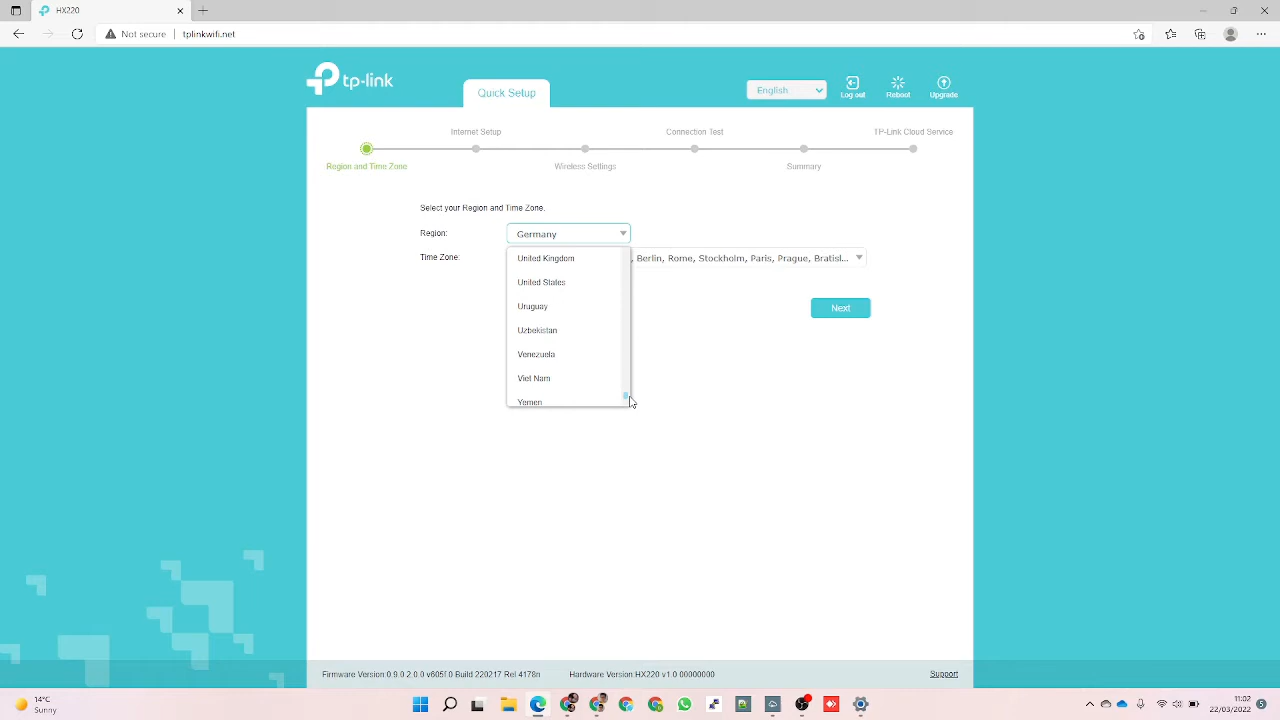 HX220
Not secure
tplinkwifi.net
tp-link
Quick Setup
English
Log out
Reboot
Upgrade
Internet Setup
Connection Test
TP-Link Cloud Service
Region and Time Zone
Wireless Settings
Summary
Select your Region and Time Zone.
Region:
Germany
Time Zone:
, Berlin, Rome, Stockholm, Paris, Prague, Bratisl...
United Kingdom
United States
Uruguay
Uzbekistan
Venezuela
Viet Nam
Yemen
Next
Firmware Version:0.9.0 2.0.0 v605f.0 Build 220217 Rel.4178n
Hardware Version:HX220 v1.0 00000000
Support
14°C
Sunny
11:02
22/03/2022